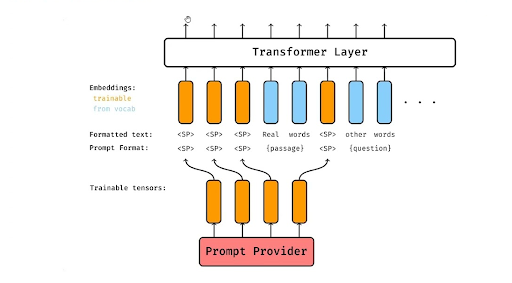 Transformer Layer
Embeddings:
trainable
from vocab
. . .
Formatted text: <SP> <SP> <SP> Real words <SP> other words
Prompt Format: <SP> <SP> <SP> {passage} <SP> {question}
Trainable tensors:
Prompt Provider